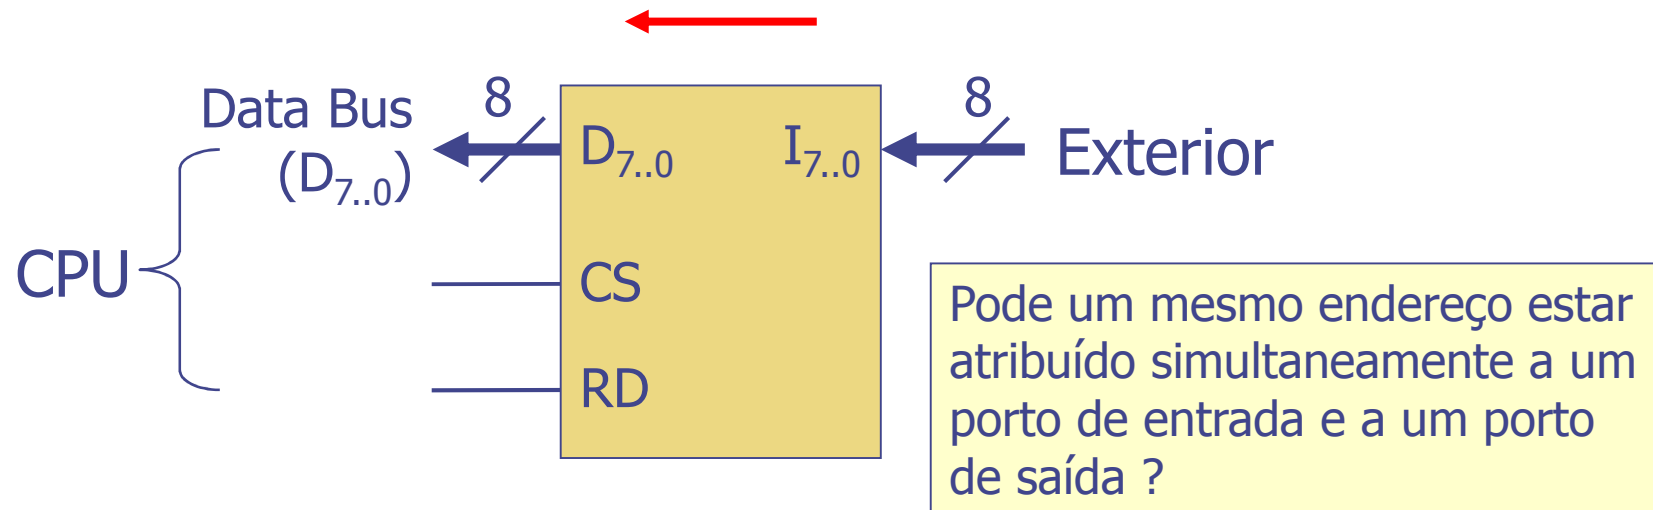 8
8
Data Bus
(D7..0)
D7..0
I7..0
Exterior
CPU
CS
RD
Pode um mesmo endereço estar
atribuído simultaneamente a um
porto de entrada e a um porto
de saída ?